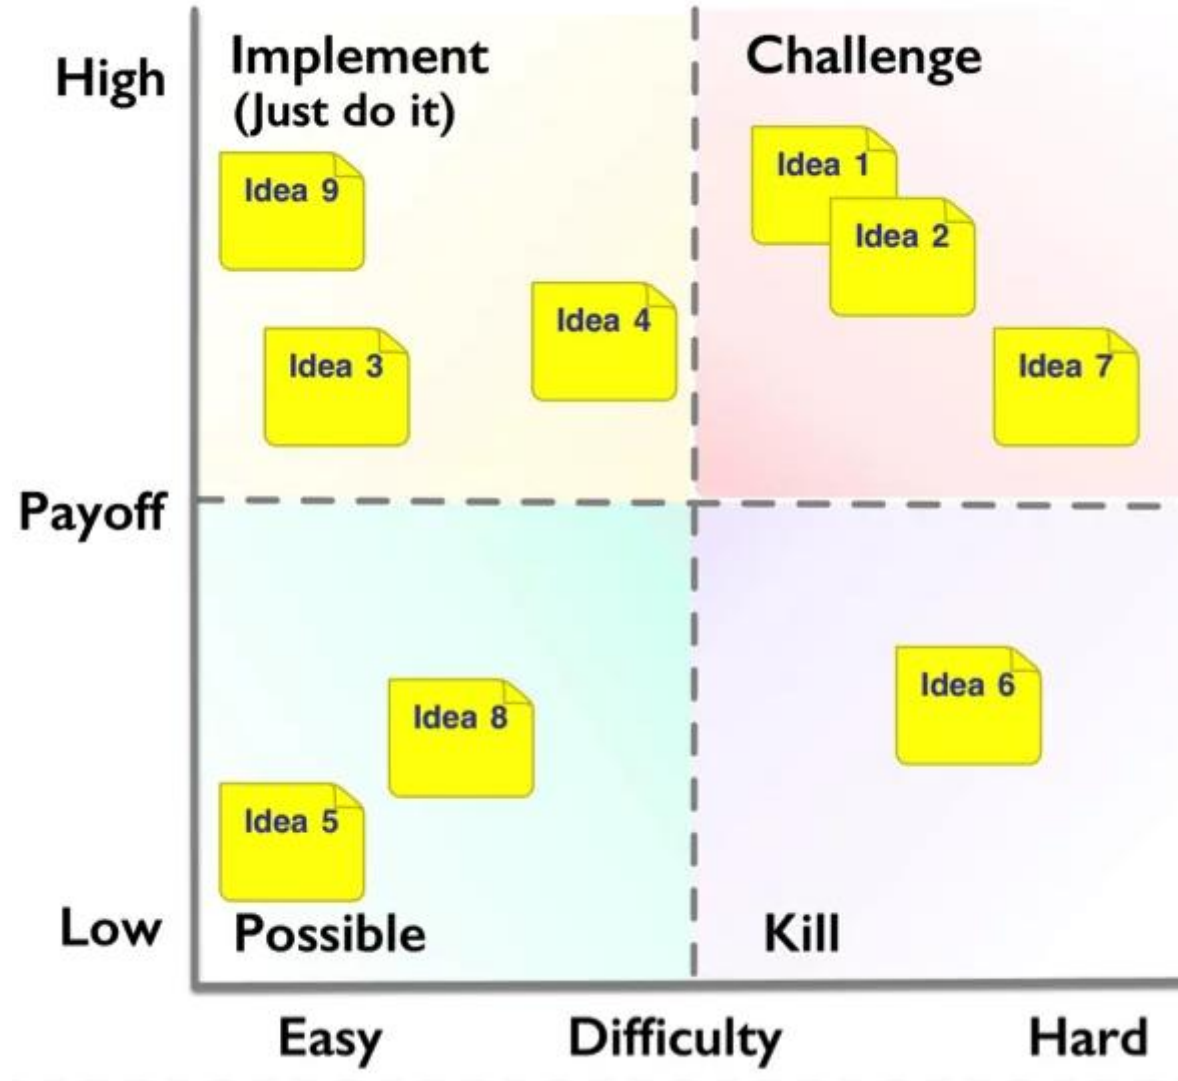 High
Implement
(Just do it)
Challenge
Idea 9
Idea 1
Idea 2
Idea 4
Idea 3
Idea 7
Payoff
Idea 8
Idea 6
Idea 5
Low
Possible
Kill
Easy
Difficulty
Hard